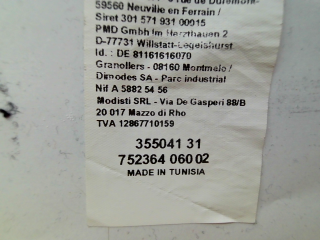 59560 Neuville en Ferrain /
Siret 301 571 931 00015
PMD Gmbh Im Herzthauen 2
D-77731 Willstatt-Legelshurst
Id. : DE 81161616070
Granollers - 08160 Montmelo /
Dimodes SA - Parc industrial
Nif A 5882 54 56
Modisti SRL - Via De Gasperi 88/B
20 017 Mazzo di Rho
TVA 12867710159
355041 31
752364 060 02
MADE IN TUNISIA